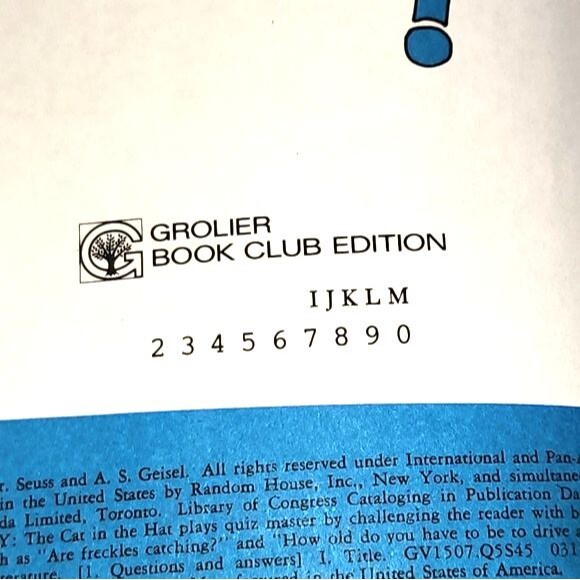 !
GROLIER
BOOK CLUB EDITION
I J K L M
2 3 4 5 6 7 8 9 0
r. Seuss and A. S. Geisel. All rights reserved under International and Pan-
in the United States by Random House, Inc., New York, and simultane
da Limited, Toronto. Library of Congress Cataloging in Publication Da
Y: The Cat in the Hat plays quiz master by challenging the reader with
h as "Are freckles catching?" and "How old do you have to be to drive a
[1. Questions and answers] I. Title. GV1507.Q5S45 031
in the United States of America.